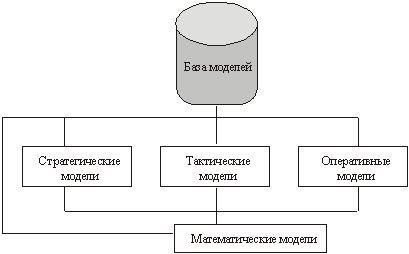 База моделей
Стратегические
модели
Тактические
модели
Оперативные
модели
Математические модели